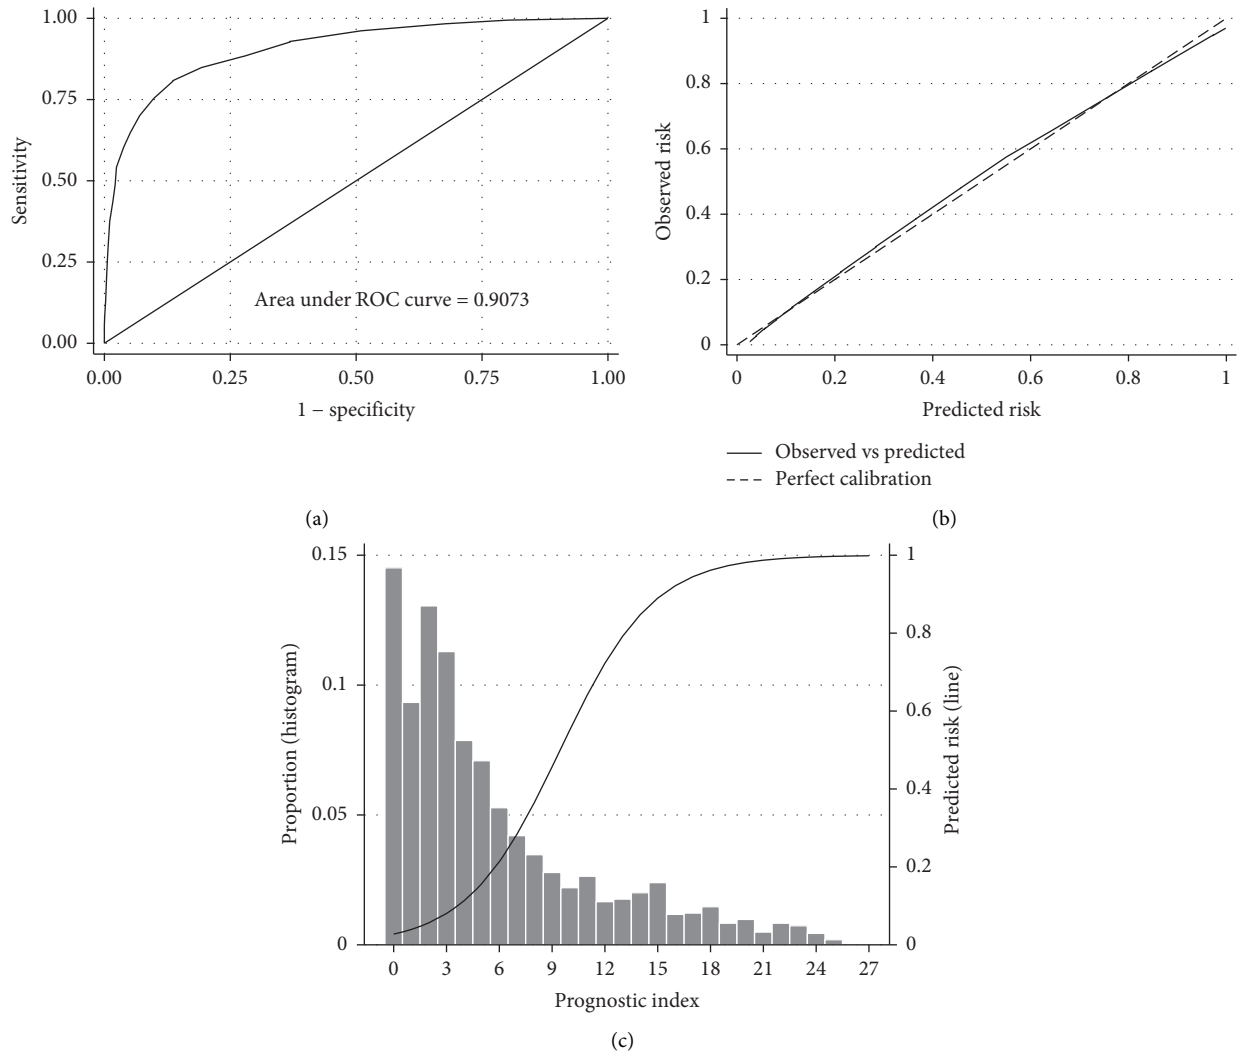 1.00
0.75
0.50
0.25
0.00
Sensitivity
Area under ROC curve = 0.9073
0.00 0.25 0.50 0.75 1.00
1 − specificity
(a)
1
0.8
0.6
0.4
0.2
0
Observed risk
0 0.2 0.4 0.6 0.8 1
Predicted risk
Observed vs predicted
Perfect calibration
(b)
0.15
0.1
0.05
0
Proportion (histogram)
1
0.8
0.6
0.4
0.2
0
Predicted risk (line)
0 3 6 9 12 15 18 21 24 27
Prognostic index
(c)